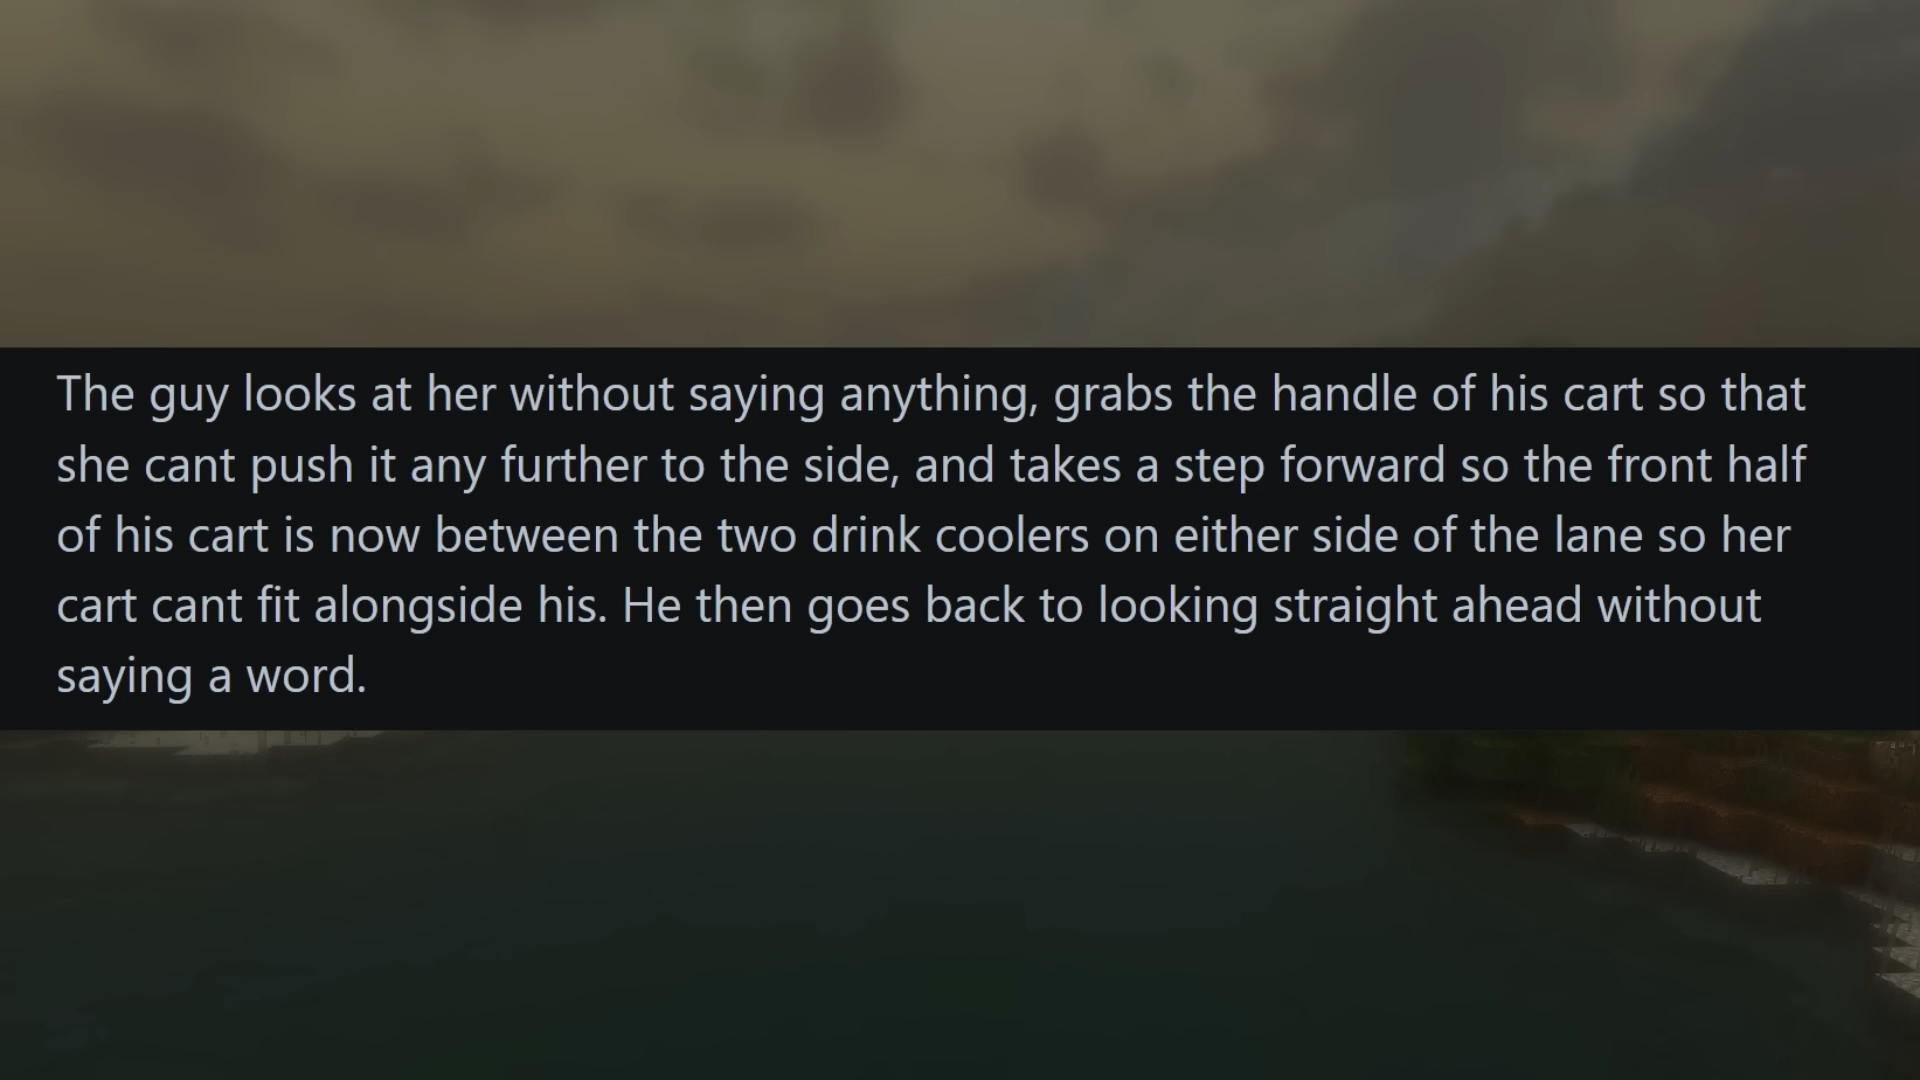 The guy looks at her without saying anything, grabs the handle of his cart so that
she cant push it any further to the side, and takes a step forward so the front half
of his cart is now between the two drink coolers on either side of the lane so her
cart cant fit alongside his. He then goes back to looking straight ahead without
saying a word.